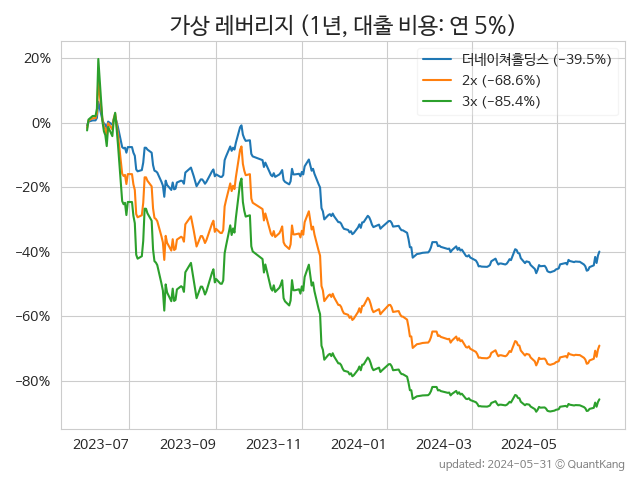 가상 레버리지 (1년, 대출 비용: 연 5%)
더네이쳐홀딩스 (−39.5%)
2x (−68.6%)
3x (−85.4%)
20%
0%
−20%
−40%
−60%
−80%
2023-07
2023-09
2023-11
2024-01
2024-03
2024-05
updated: 2024-05-31 © QuantKang